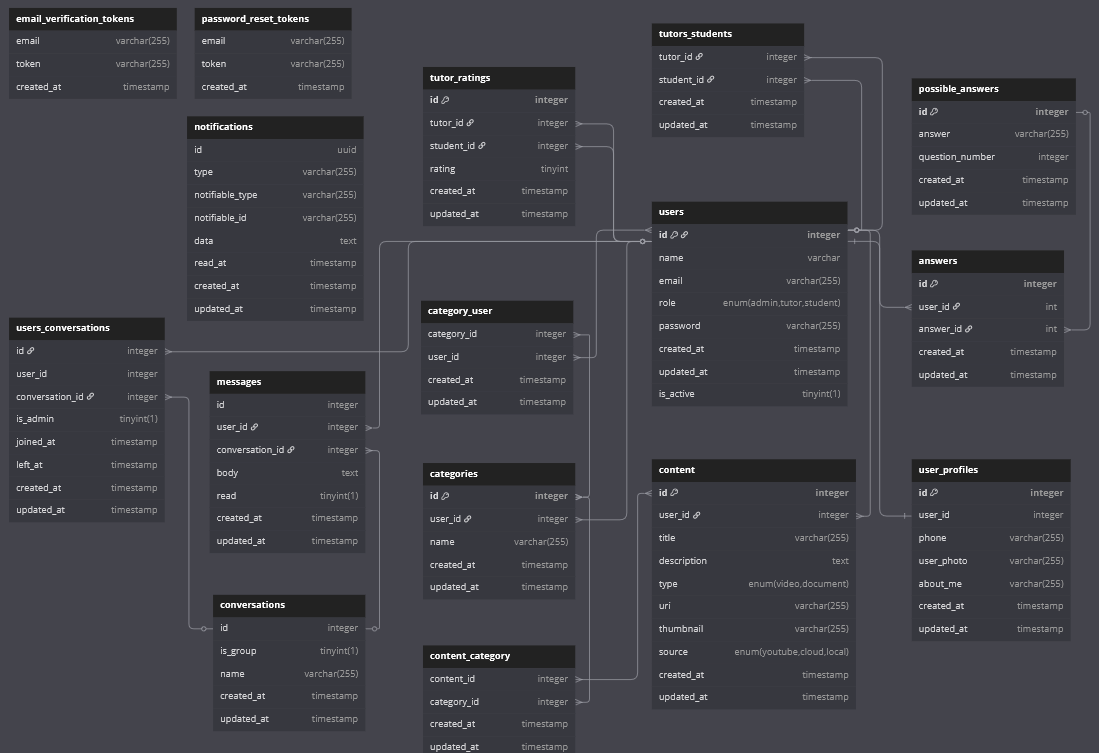 email_verification_tokens
email varchar(255)
token varchar(255)
created_at timestamp
password_reset_tokens
email varchar(255)
token varchar(255)
created_at timestamp
notifications
id uuid
type varchar(255)
notifiable_type varchar(255)
notifiable_id varchar(255)
data text
read_at timestamp
created_at timestamp
updated_at timestamp
users_conversations
id integer
user_id integer
conversation_id integer
is_admin tinyint(1)
joined_at timestamp
left_at timestamp
created_at timestamp
updated_at timestamp
messages
id integer
user_id integer
conversation_id integer
body text
read tinyint(1)
created_at timestamp
updated_at timestamp
conversations
id integer
is_group tinyint(1)
name varchar(255)
created_at timestamp
updated_at timestamp
tutor_ratings
id integer
tutor_id integer
student_id integer
rating tinyint
created_at timestamp
updated_at timestamp
category_user
category_id integer
user_id integer
created_at timestamp
updated_at timestamp
categories
id integer
user_id integer
name varchar(255)
created_at timestamp
updated_at timestamp
content_category
content_id integer
category_id integer
created_at timestamp
updated_at timestamp
tutors_students
tutor_id integer
student_id integer
created_at timestamp
updated_at timestamp
users
id integer
name varchar
email varchar(255)
role enum(admin,tutor,student)
password varchar(255)
created_at timestamp
updated_at timestamp
is_active tinyint(1)
content
id integer
user_id integer
title varchar(255)
description text
type enum(video,document)
uri varchar(255)
thumbnail varchar(255)
source enum(youtube,cloud,local)
created_at timestamp
updated_at timestamp
possible_answers
id integer
answer varchar(255)
question_number integer
created_at timestamp
updated_at timestamp
answers
id int
user_id int
answer_id int
created_at timestamp
updated_at timestamp
user_profiles
id integer
user_id integer
phone varchar(255)
user_photo varchar(255)
about_me varchar(255)
created_at timestamp
updated_at timestamp